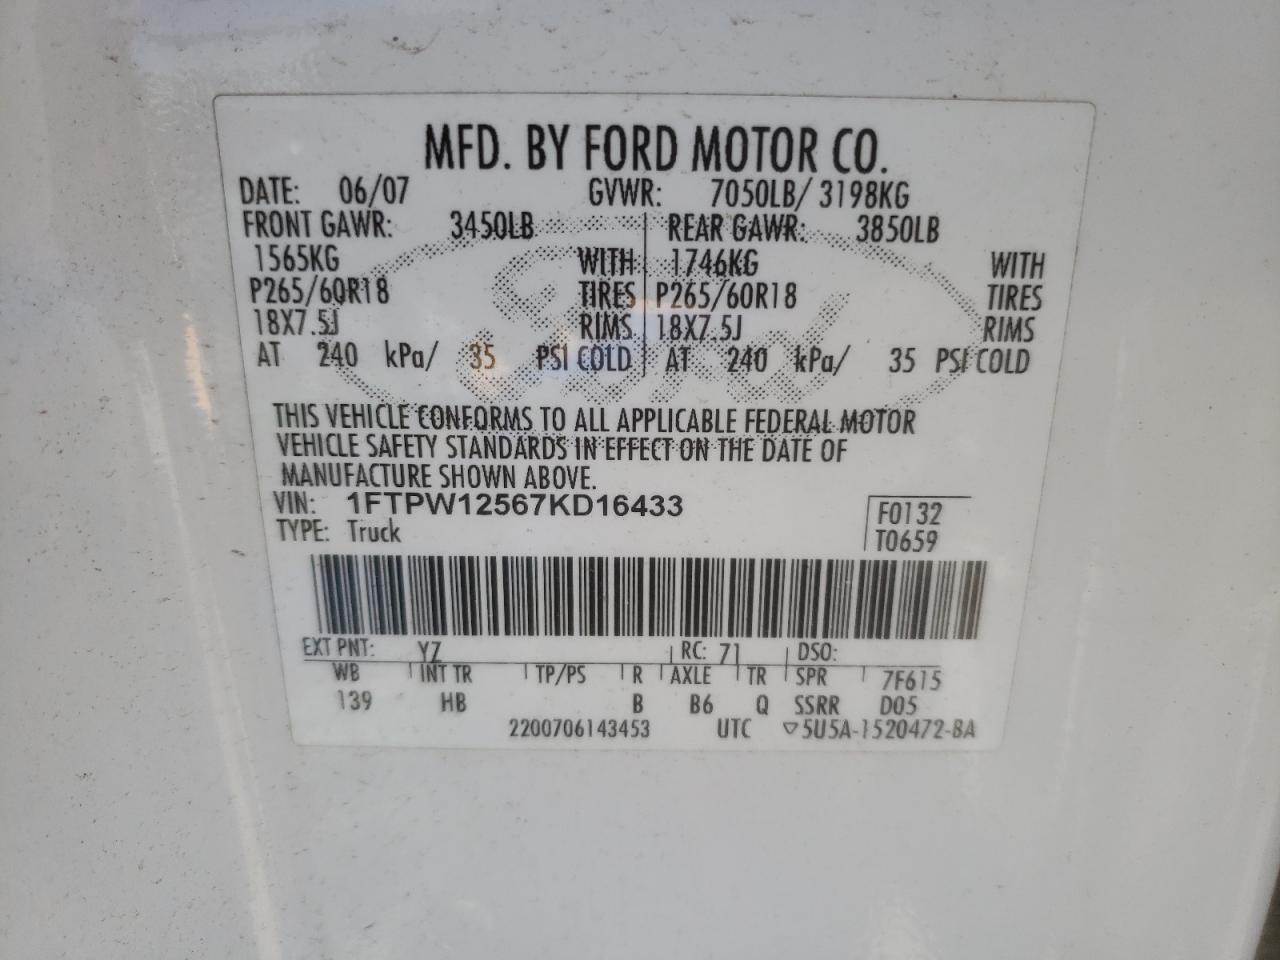 MFD. BY FORD MOTOR CO.
DATE: 06/07 GVWR: 7050LB/ 3198KG
FRONT GAWR: 3450LB REAR GAWR: 3850LB
1565KG WITH 1746KG WITH
P265/60R18 TIRES P265/60R18 TIRES
18X7.5J RIMS 18X7.5J RIMS
AT 240 kPa/ 35 PSI COLD AT 240 kPa/ 35 PSI COLD
Ford
THIS VEHICLE CONFORMS TO ALL APPLICABLE FEDERAL MOTOR
VEHICLE SAFETY STANDARDS IN EFFECT ON THE DATE OF
MANUFACTURE SHOWN ABOVE.
VIN: 1FTPW12567KD16433 F0132
TYPE: Truck T0659
EXT PNT: YZ RC: 71 DSO:
WB INT TR TP/PS R AXLE TR SPR 7F615
139 HB B B6 Q SSRR D05
2200706143453 UTC ▽5U5A-1520472-BA